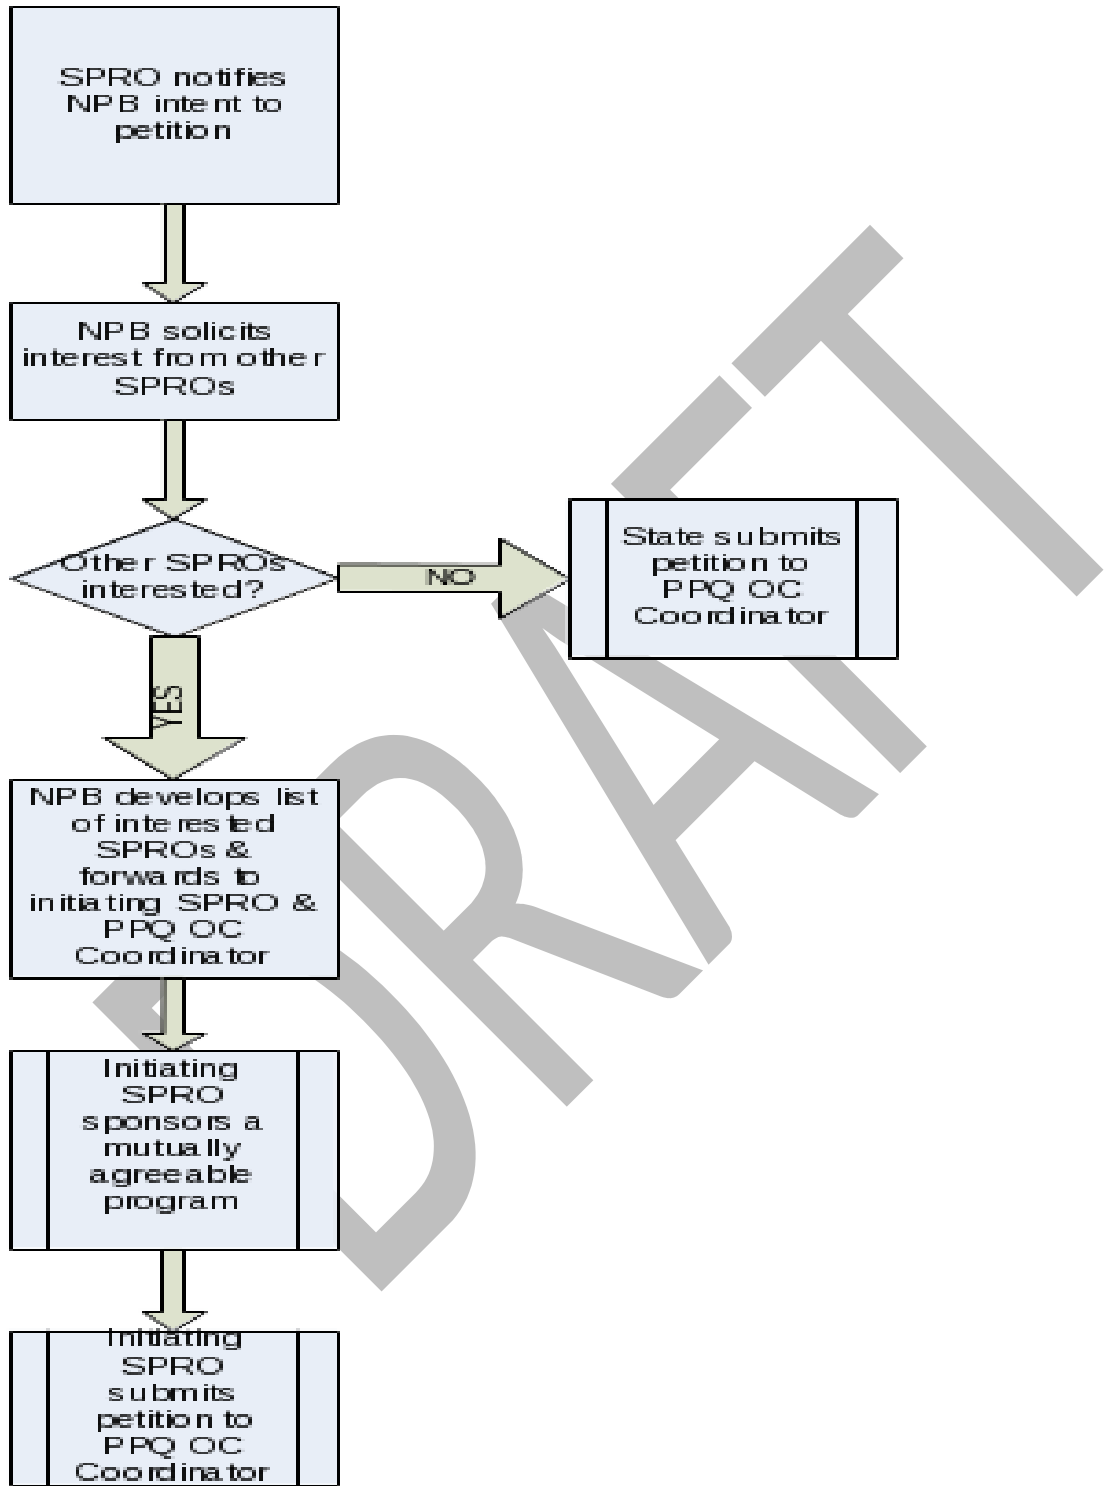 SPRO notifies
NPB intent to
petition
NPB solicits
interest from other
SPROs
Other SPROs
interested?
NO
State submits
petition to
PPQ OC
Coordinator
YES
NPB develops list
of interested
SPROs &
forwards to
initiating SPRO &
PPQ OC
Coordinator
Initiating
SPRO
sponsors a
mutually
agreeable
program
Initiating
SPRO
submits
petition to
PPQ OC
Coordinator
DRAFT